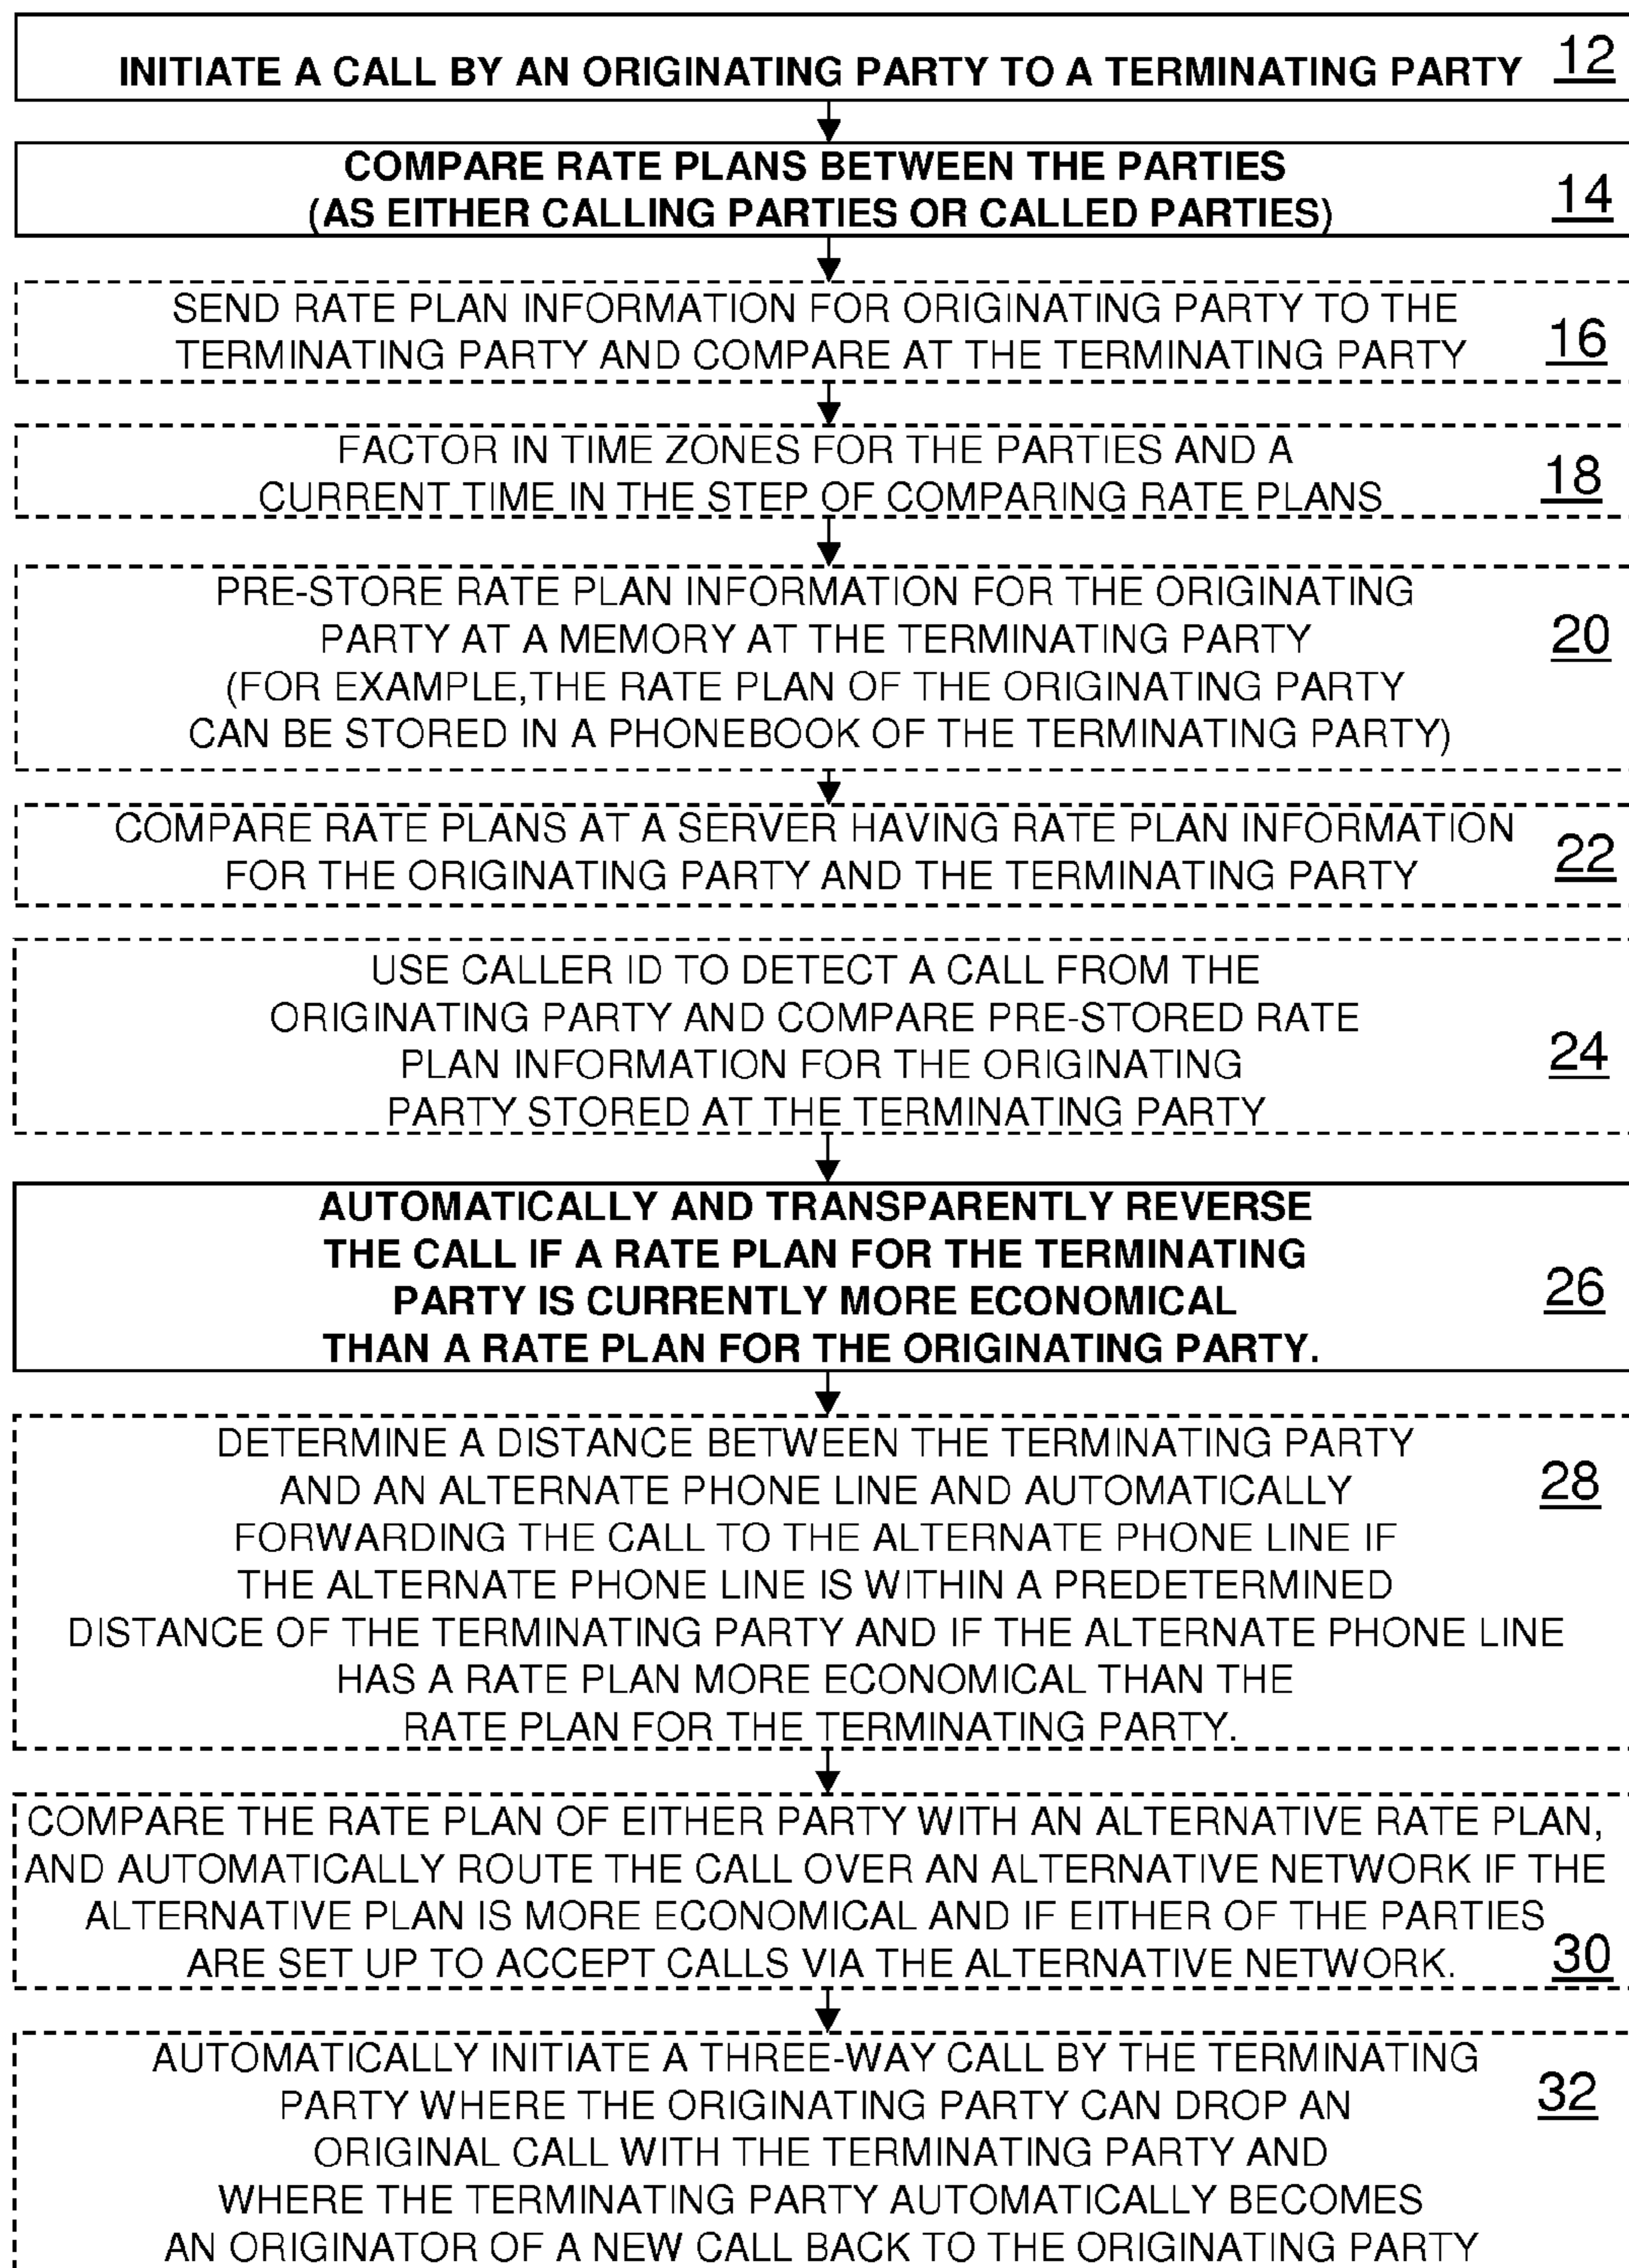 INITIATE A CALL BY AN ORIGINATING PARTY TO A TERMINATING PARTY 12
COMPARE RATE PLANS BETWEEN THE PARTIES
(AS EITHER CALLING PARTIES OR CALLED PARTIES) 14
SEND RATE PLAN INFORMATION FOR ORIGINATING PARTY TO THE
TERMINATING PARTY AND COMPARE AT THE TERMINATING PARTY 16
FACTOR IN TIME ZONES FOR THE PARTIES AND A
CURRENT TIME IN THE STEP OF COMPARING RATE PLANS 18
PRE-STORE RATE PLAN INFORMATION FOR THE ORIGINATING
PARTY AT A MEMORY AT THE TERMINATING PARTY 20
(FOR EXAMPLE,THE RATE PLAN OF THE ORIGINATING PARTY
CAN BE STORED IN A PHONEBOOK OF THE TERMINATING PARTY)
COMPARE RATE PLANS AT A SERVER HAVING RATE PLAN INFORMATION
FOR THE ORIGINATING PARTY AND THE TERMINATING PARTY 22
USE CALLER ID TO DETECT A CALL FROM THE
ORIGINATING PARTY AND COMPARE PRE-STORED RATE
PLAN INFORMATION FOR THE ORIGINATING 24
PARTY STORED AT THE TERMINATING PARTY
AUTOMATICALLY AND TRANSPARENTLY REVERSE
THE CALL IF A RATE PLAN FOR THE TERMINATING
PARTY IS CURRENTLY MORE ECONOMICAL 26
THAN A RATE PLAN FOR THE ORIGINATING PARTY.
DETERMINE A DISTANCE BETWEEN THE TERMINATING PARTY
AND AN ALTERNATE PHONE LINE AND AUTOMATICALLY 28
FORWARDING THE CALL TO THE ALTERNATE PHONE LINE IF
THE ALTERNATE PHONE LINE IS WITHIN A PREDETERMINED
DISTANCE OF THE TERMINATING PARTY AND IF THE ALTERNATE PHONE LINE
HAS A RATE PLAN MORE ECONOMICAL THAN THE
RATE PLAN FOR THE TERMINATING PARTY.
COMPARE THE RATE PLAN OF EITHER PARTY WITH AN ALTERNATIVE RATE PLAN,
AND AUTOMATICALLY ROUTE THE CALL OVER AN ALTERNATIVE NETWORK IF THE
ALTERNATIVE PLAN IS MORE ECONOMICAL AND IF EITHER OF THE PARTIES
ARE SET UP TO ACCEPT CALLS VIA THE ALTERNATIVE NETWORK. 30
AUTOMATICALLY INITIATE A THREE-WAY CALL BY THE TERMINATING
PARTY WHERE THE ORIGINATING PARTY CAN DROP AN 32
ORIGINAL CALL WITH THE TERMINATING PARTY AND
WHERE THE TERMINATING PARTY AUTOMATICALLY BECOMES
AN ORIGINATOR OF A NEW CALL BACK TO THE ORIGINATING PARTY